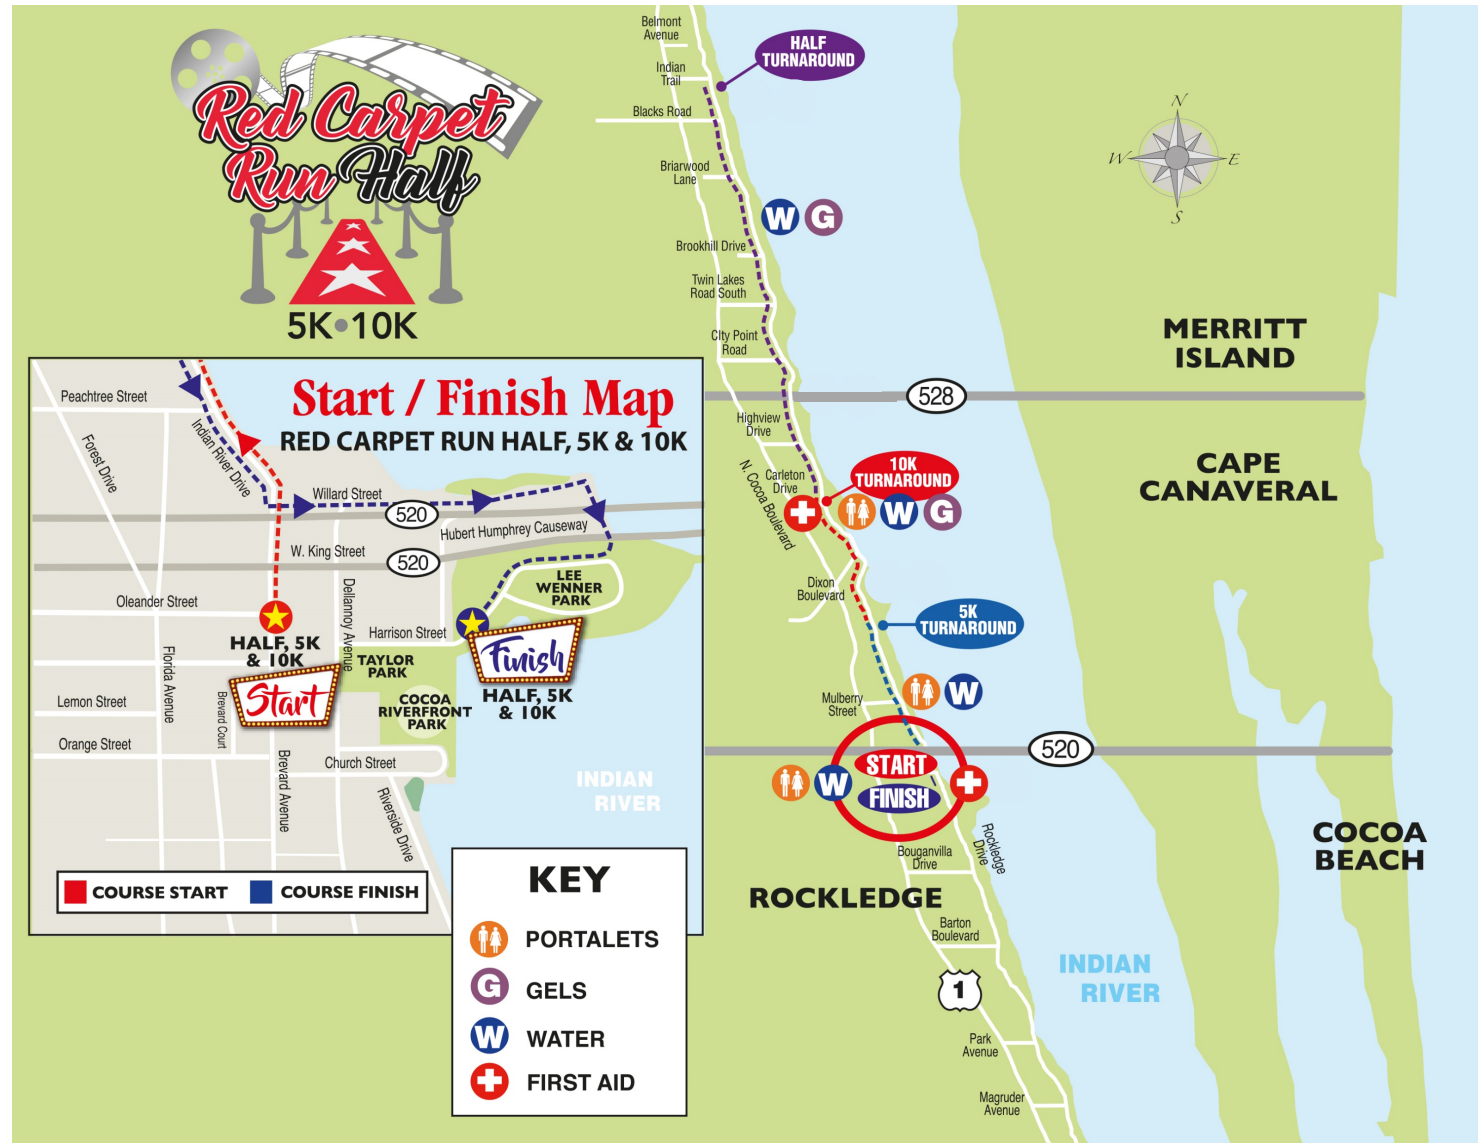 Red Carpet
Run Half
5K•10K
Belmont
Avenue
Indian
Trail
Blacks Road
Briarwood
Lane
Brookhill Drive
Twin Lakes
Road South
CIty Point
Road
Highview
Drive
Carleton
Drive
N. Cocoa Boulevard
Dixon
Boulevard
Mulberry
Street
HALF
TURNAROUND
W G
N
W E
S
MERRITT
ISLAND
528
CAPE
CANAVERAL
10K
TURNAROUND
W G
5K
TURNAROUND
W
520
START
FINISH
W
COCOA
BEACH
Bouganvilla
Drive
Rockledge
Drive
ROCKLEDGE
Barton
Boulevard
1
INDIAN
RIVER
Park
Avenue
Magruder
Avenue
Start / Finish Map
RED CARPET RUN HALF, 5K & 10K
Peachtree Street
Forest Drive
Indian River Drive
Willard Street
520
Hubert Humphrey Causeway
W. King Street
520
LEE
WENNER
PARK
Oleander Street
Dellannoy Avenue
Harrison Street
HALF, 5K
& 10K
Start
TAYLOR
PARK
Finish
HALF, 5K
& 10K
Florida Avenue
Lemon Street
Brevard Court
COCOA
RIVERFRONT
PARK
Orange Street
Brevard Avenue
Church Street
INDIAN
RIVER
Riverside Drive
COURSE START
COURSE FINISH
KEY
PORTALETS
G GELS
W WATER
FIRST AID